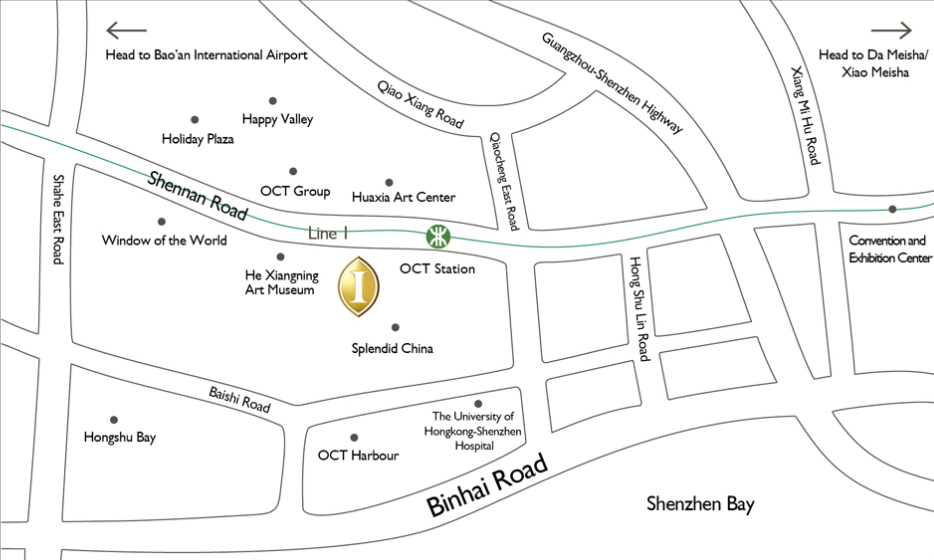 Head to Bao'an International Airport
Head to Da Meisha/
Xiao Meisha
Guangzhou-Shenzhen Highway
Qiao Xiang Road
Xiang Mi Hu Road
Happy Valley
Holiday Plaza
Qiaocheng East Road
OCT Group
Huaxia Art Center
Shennan Road
Shahe East Road
Line 1
Window of the World
OCT Station
Convention and
Exhibition Center
He Xiangning
Art Museum
I
Hong Shu Lin Road
Splendid China
Baishi Road
The University of
Hongkong-Shenzhen
Hospital
Hongshu Bay
OCT Harbour
Binhai Road
Shenzhen Bay